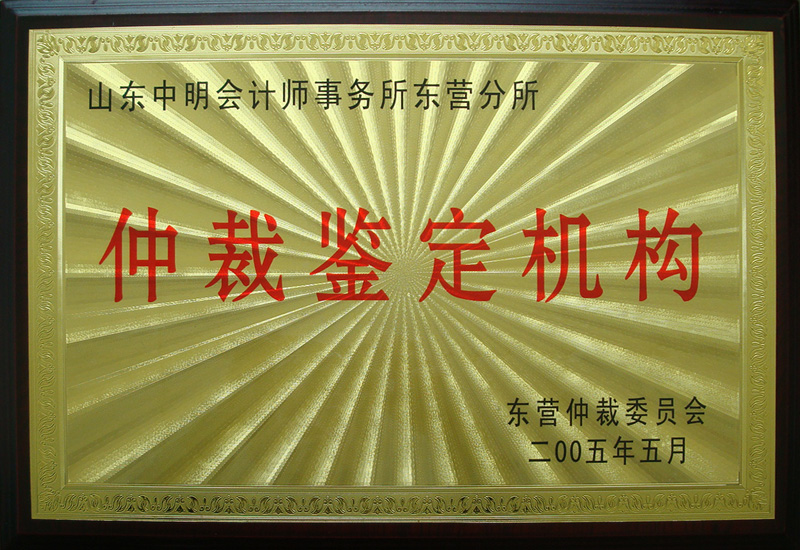 山东中明会计师事务所东营分所
仲裁鉴定机构
东营仲裁委员会
二00五年五月